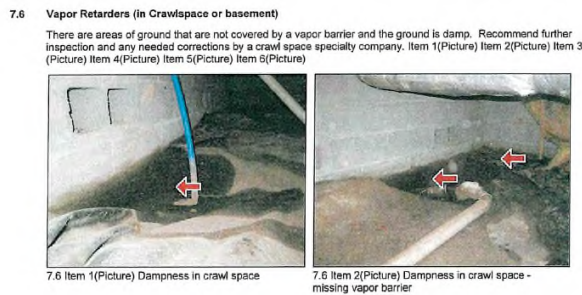 7.6 Vapor Retarders (in Crawlspace or basement)
There are areas of ground that are not covered by a vapor barrier and the ground is damp. Recommend further
inspection and any needed corrections by a crawl space specialty company. Item 1(Picture) Item 2(Picture) Item 3
(Picture) Item 4(Picture) Item 5(Picture) Item 6(Picture)
7.6 Item 1(Picture) Dampness in crawl space
7.6 Item 2(Picture) Dampness in crawl space -
missing vapor barrier